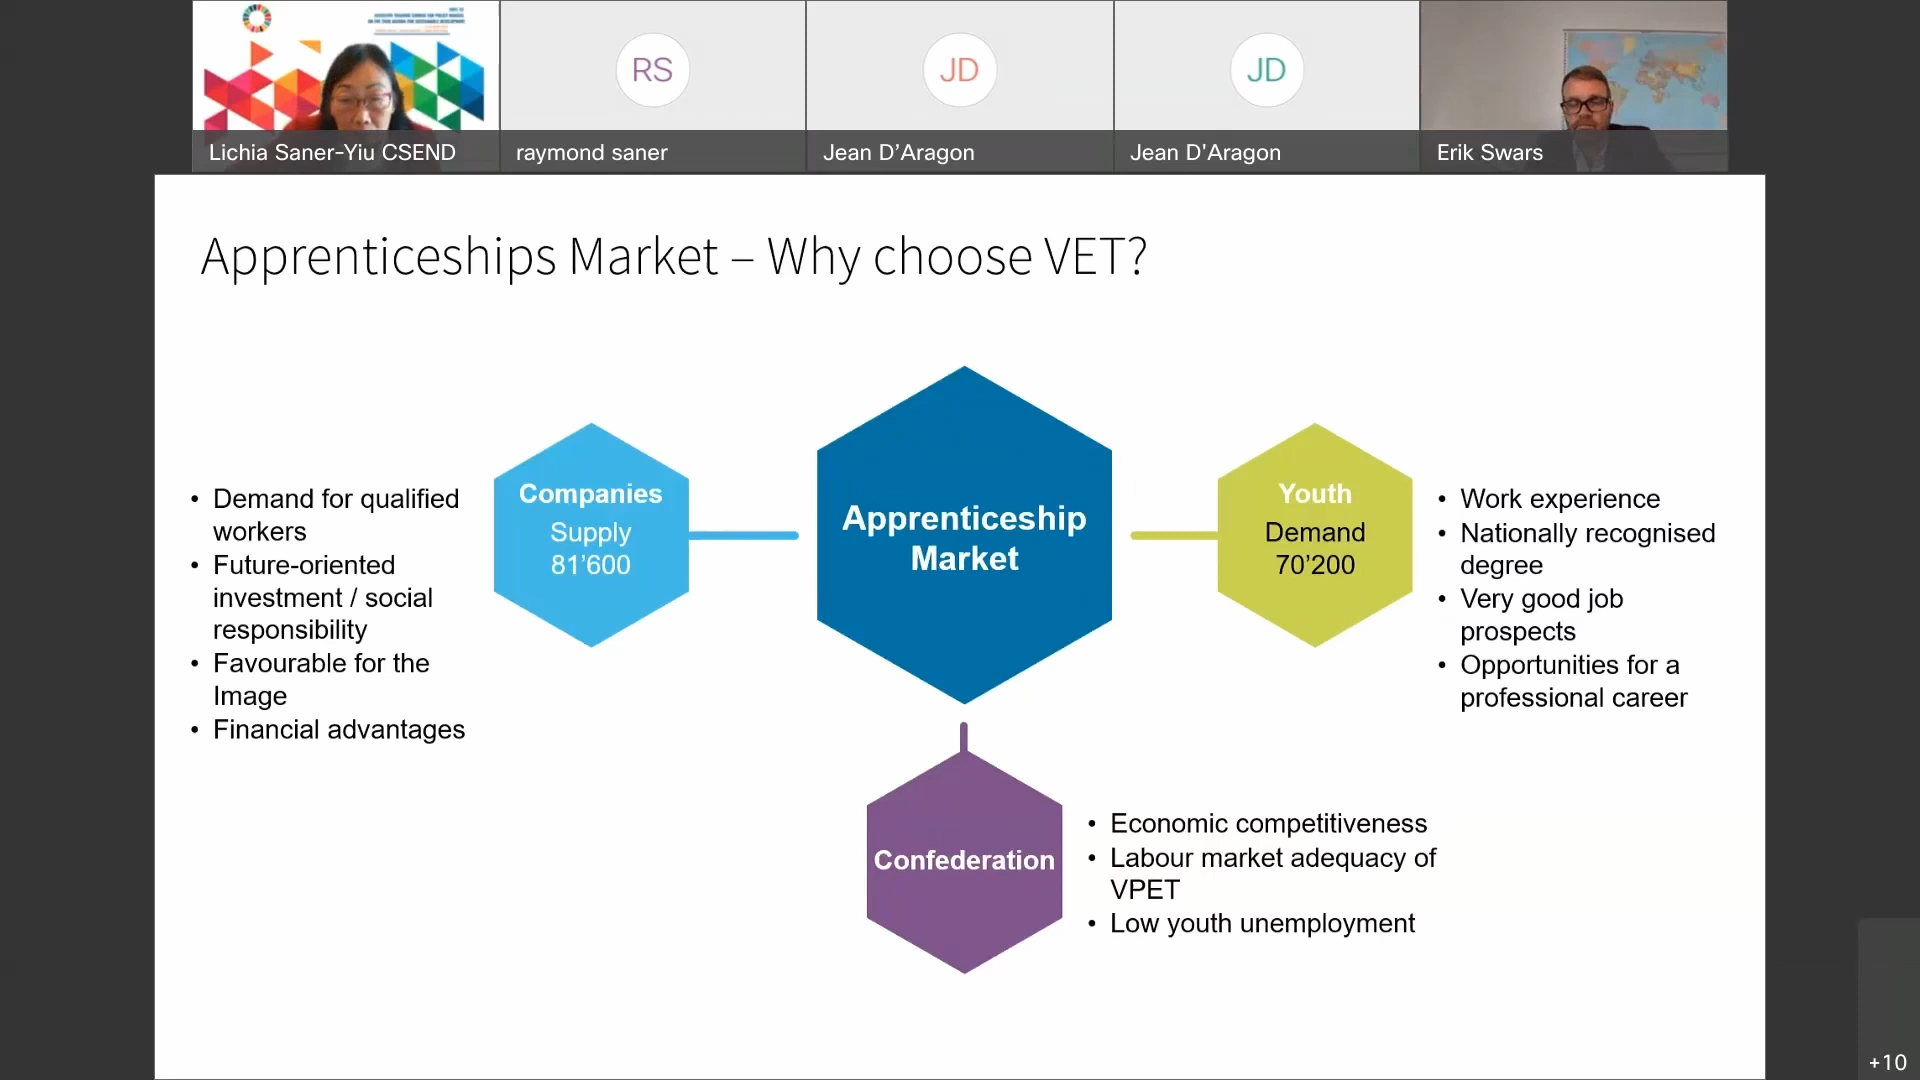 RS
JD
JD
Lichia Saner-Yiu CSEND
raymond saner
Jean D’Aragon
Jean D'Aragon
Erik Swars
Apprenticeships Market – Why choose VET?
• Demand for qualified
workers
• Future-oriented
investment / social
responsibility
• Favourable for the
Image
• Financial advantages
Companies
Supply
81’600
Apprenticeship
Market
Youth
Demand
70’200
• Work experience
• Nationally recognised
degree
• Very good job
prospects
• Opportunities for a
professional career
Confederation
• Economic competitiveness
• Labour market adequacy of
VPET
• Low youth unemployment
+10